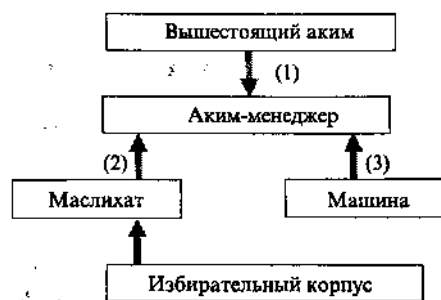 Вышестоящий аким
(1)
Аким-менеджер
(2)
(3)
Маслихат
Машина
Избирательный корпус